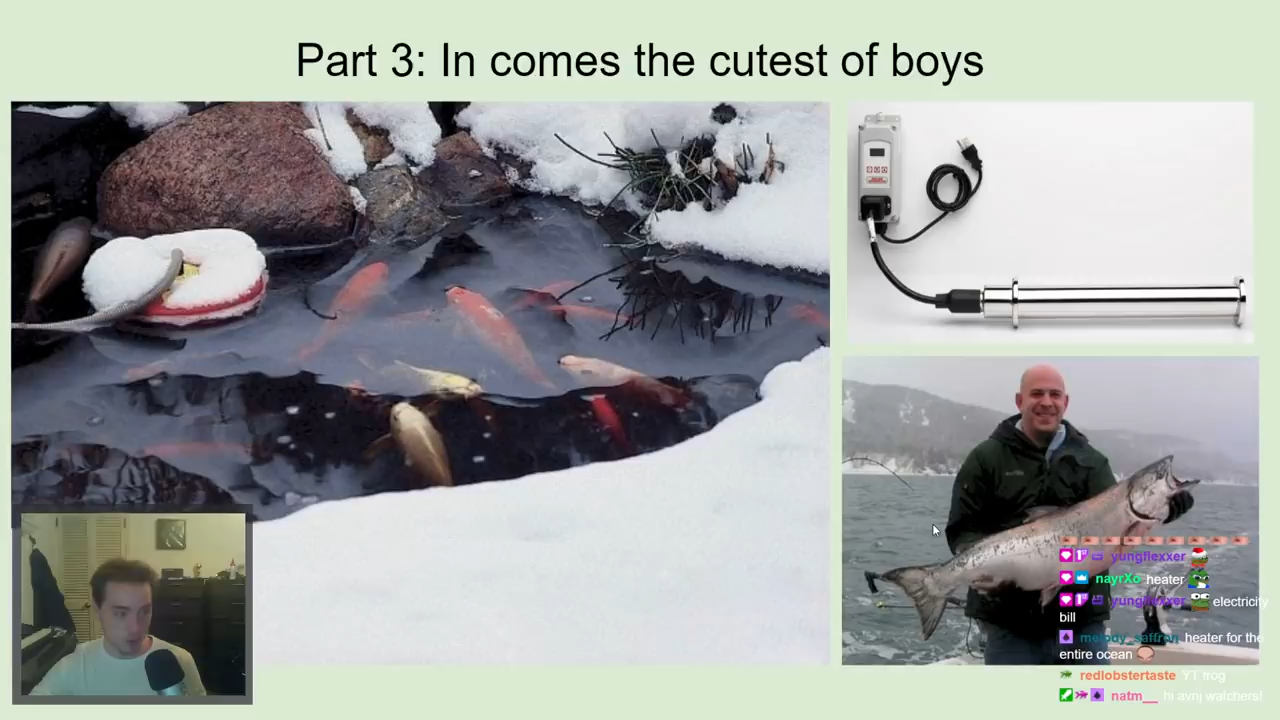 Part 3: In comes the cutest of boys
yungflexxer
nayrXo heater
yungflexxer electricity
bill
melody_saffron heater for the
entire ocean
redlobstertaste YT frog
natm__ hi avnj watchers!